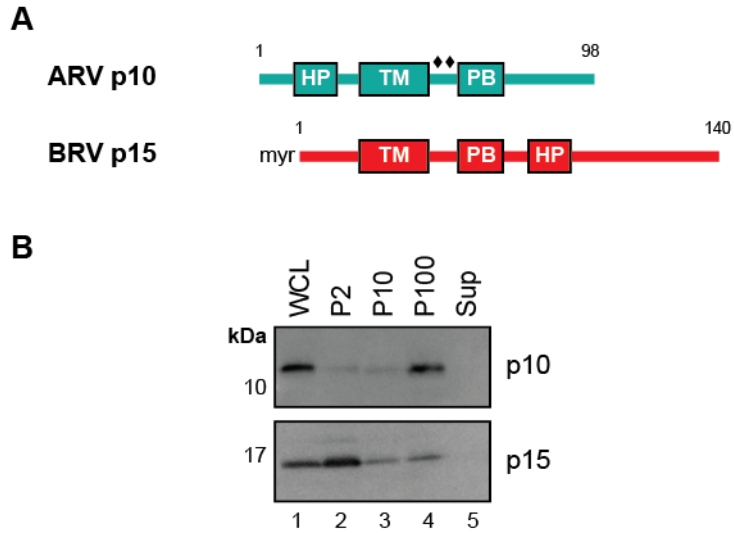 A
1 98
ARV p10 HP TM ♦♦ PB
1 140
BRV p15 myr TM PB HP
B
WCL P2 P10 P100 Sup
kDa
10 p10
17 p15
1 2 3 4 5